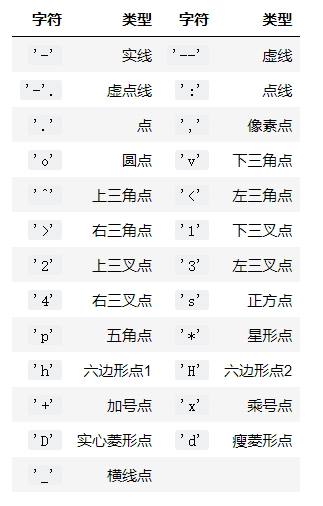 字符 类型 字符 类型
'-' 实线 '--' 虚线
'-'. 虚点线 ':' 点线
'.' 点 ',' 像素点
'o' 圆点 'v' 下三角点
'^' 上三角点 '<' 左三角点
'>' 右三角点 '1' 下三叉点
'2' 上三叉点 '3' 左三叉点
'4' 右三叉点 's' 正方点
'p' 五角点 '*' 星形点
'h' 六边形点1 'H' 六边形点2
'+' 加号点 'x' 乘号点
'D' 实心菱形点 'd' 瘦菱形点
'_' 横线点